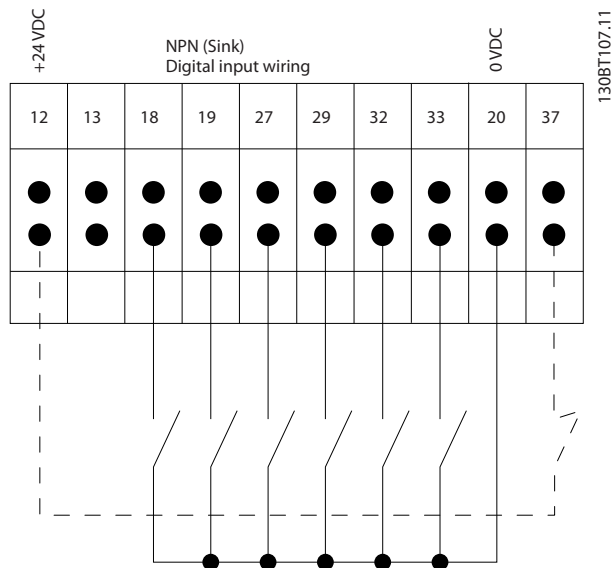 +24 VDC
NPN (Sink)
Digital input wiring
0 VDC
130BT107.11
12 13 18 19 27 29 32 33 20 37